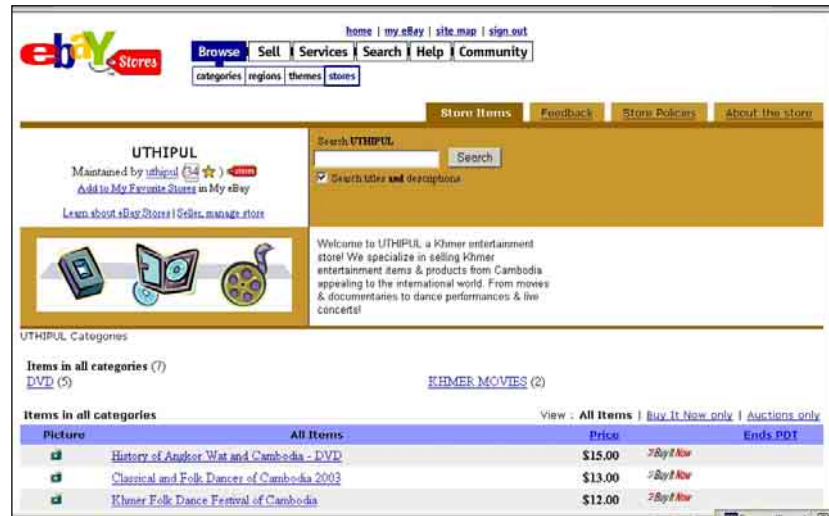 home | my eBay | site map | sign out
ebY Stores
Browse Sell Services Search Help Community
categories regions themes stores
Store Items Feedback Store Policies About the store
UTHIPUL
Maintained by uthipul (34 ) Stores
Add to My Favorite Stores in My eBay
Learn about eBay Stores | Seller, manage store
Search UTHIPUL
Search
Search titles and descriptions
Welcome to UTHIPUL a Khmer entertainment
store! We specialize in selling Khmer
entertainment items & products from Cambodia
appealing to the international world. From movies
& documentaries to dance performances & live
concerts!
UTHIPUL Categories
Items in all categories (7)
DVD (5) KHMER MOVIES (2)
Items in all categories View : All Items | Buy It Now only | Auctions only
Picture All Items Price Ends PDT
History of Angkor Wat and Cambodia - DVD $15.00 Buy It Now
Classical and Folk Dancer of Cambodia 2003 $13.00 Buy It Now
Khmer Folk Dance Festival of Cambodia $12.00 Buy It Now